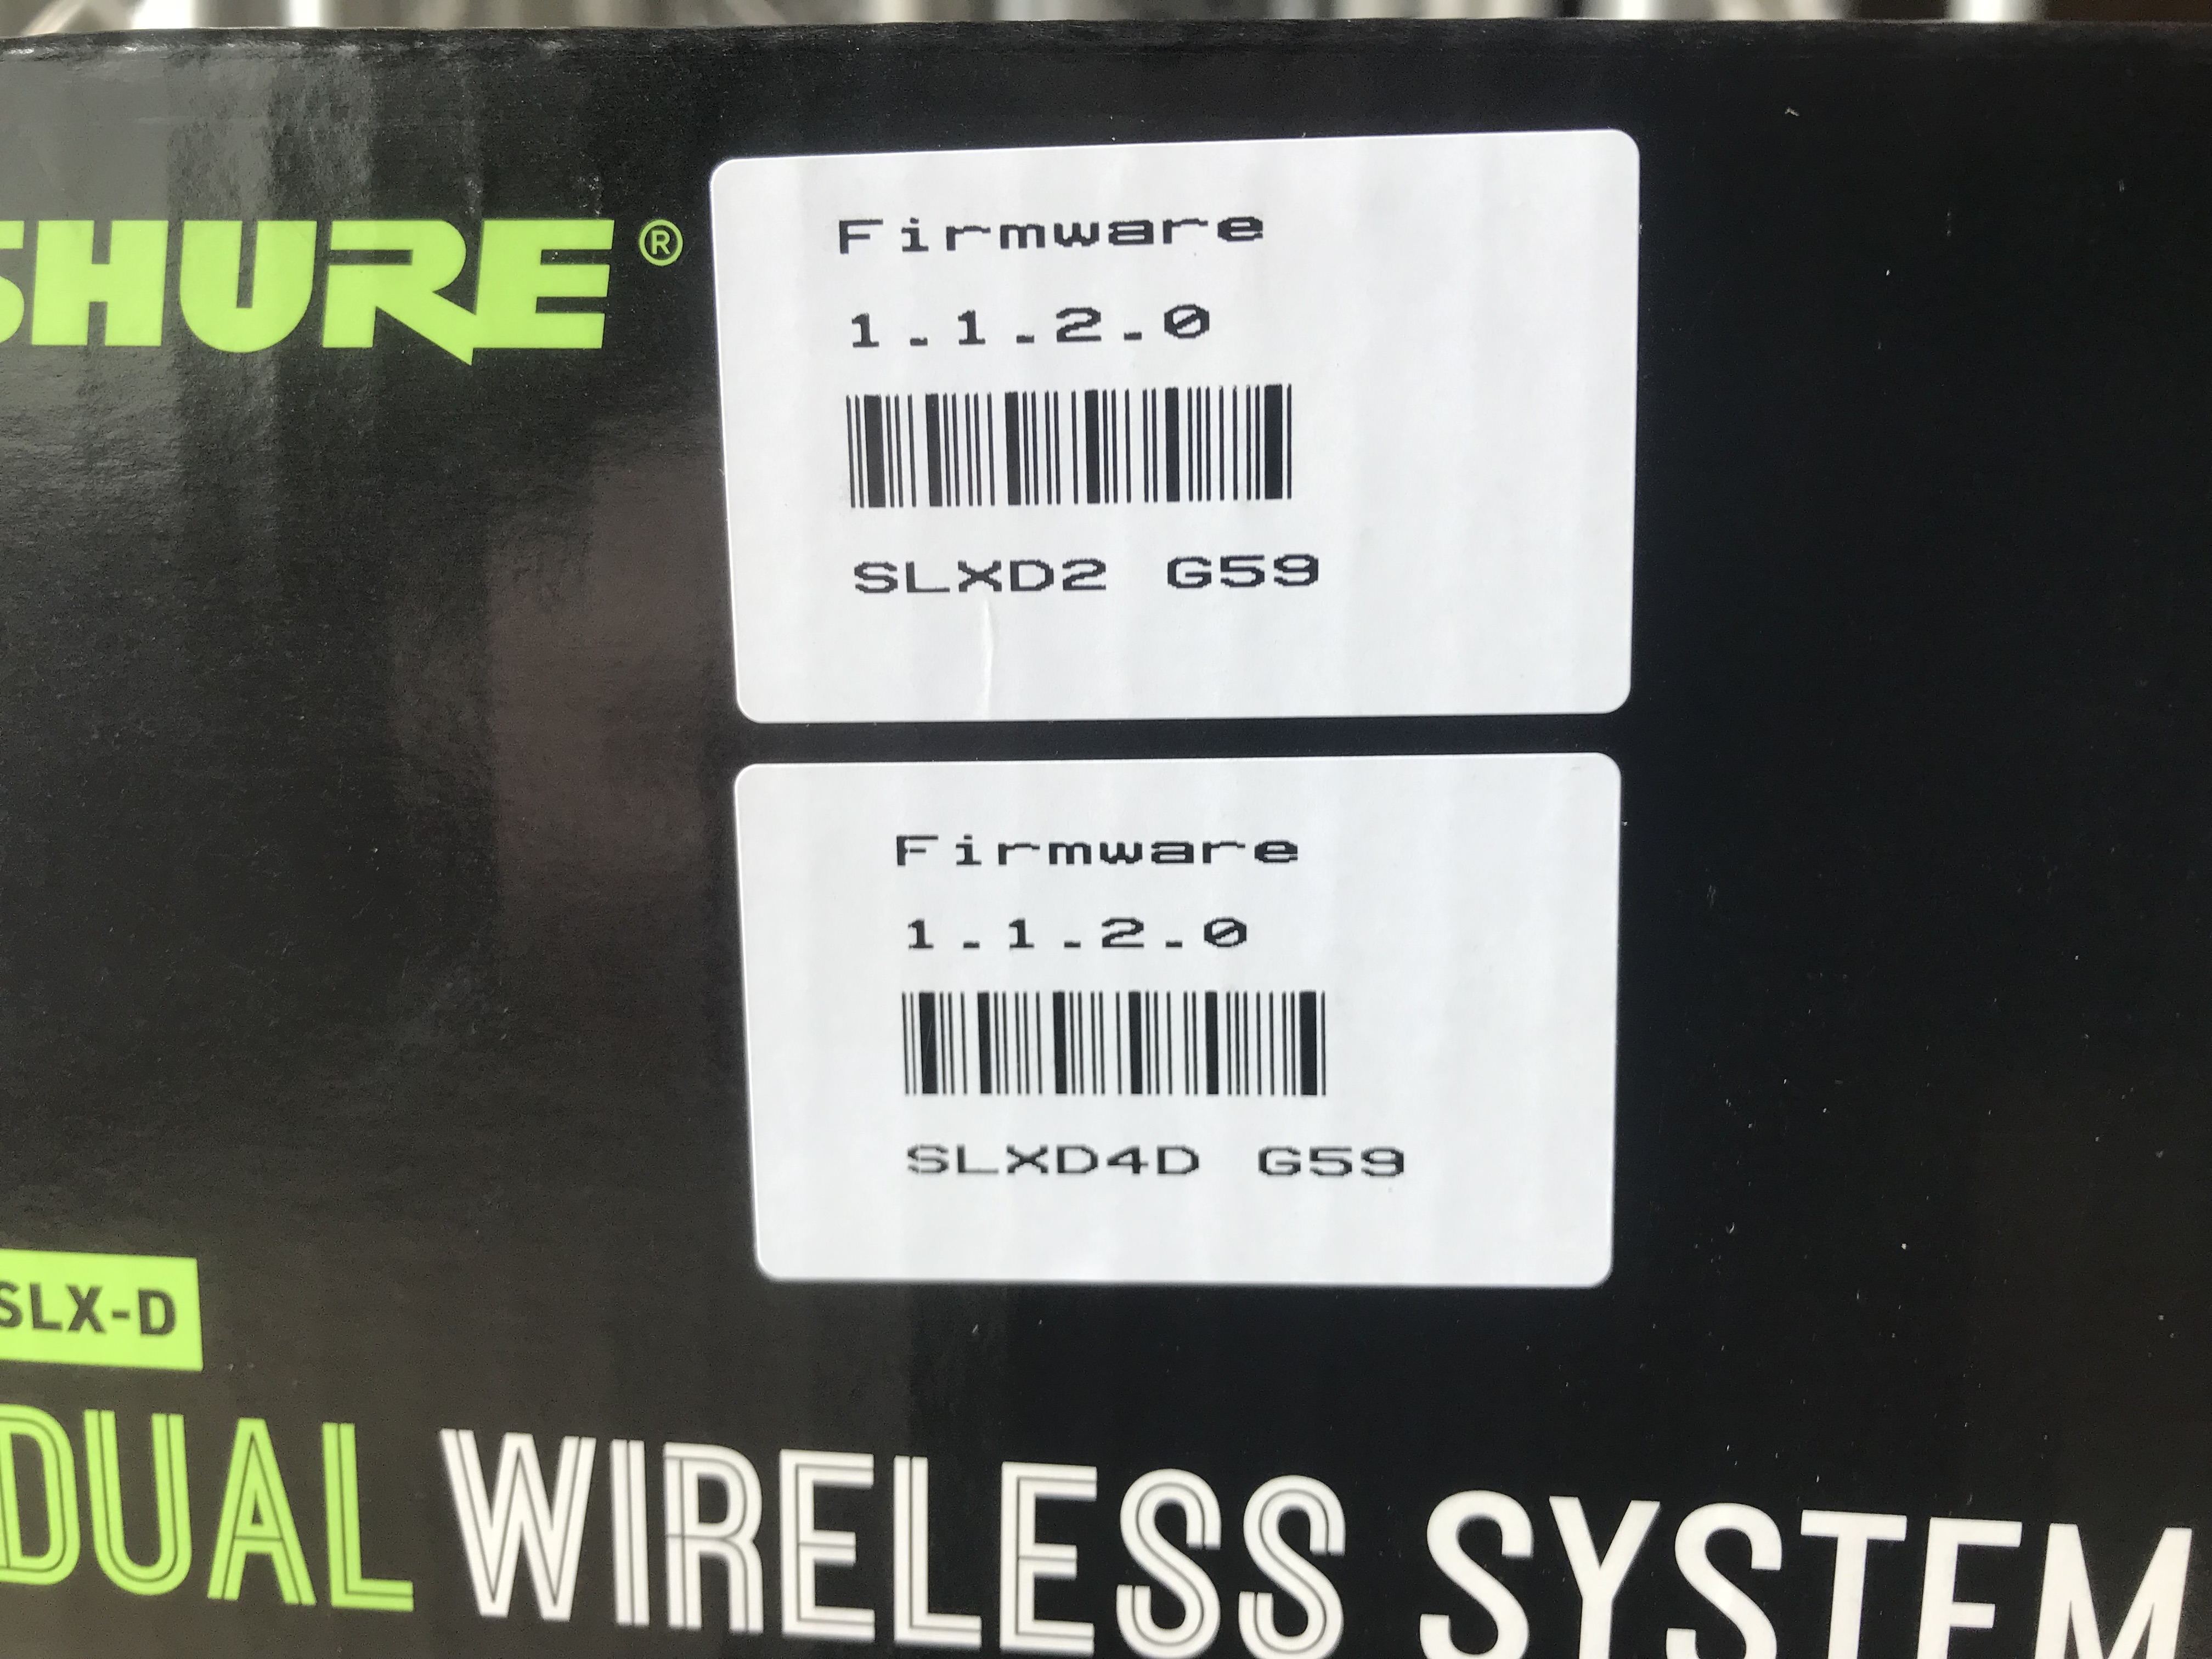 SHURE®
Firmware
1.1.2.0
SLXD2 G59
Firmware
1.1.2.0
SLXD4D G59
SLX-D
DUAL WIRELESS SYSTEM